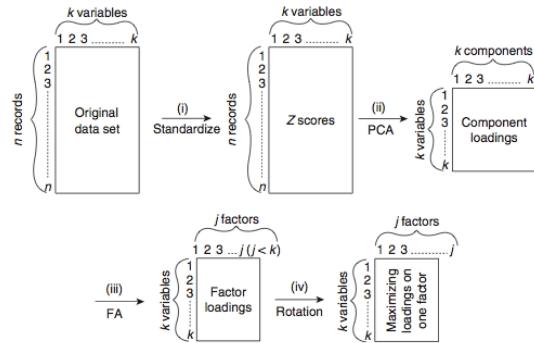 k variables
1 2 3 ........... k
n records
1
2
3
n
Original
data set
(i)
Standardize
k variables
1 2 3 ........... k
n records
1
2
3
n
Z scores
(ii)
PCA
k components
1 2 3 ........... k
k variables
1
2
3
k
Component
loadings
(iii)
FA
j factors
1 2 3 ... j (j < k)
k variables
1
2
3
k
Factor
loadings
(iv)
Rotation
j factors
1 2 3 ........... j
k variables
1
2
3
k
Maximizing
loadings on
one factor